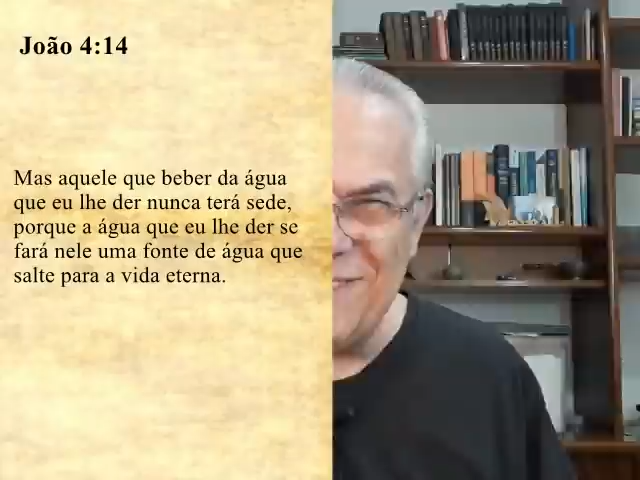 João 4:14
Mas aquele que beber da água
que eu lhe der nunca terá sede,
porque a água que eu lhe der se
fará nele uma fonte de água que
salte para a vida eterna.